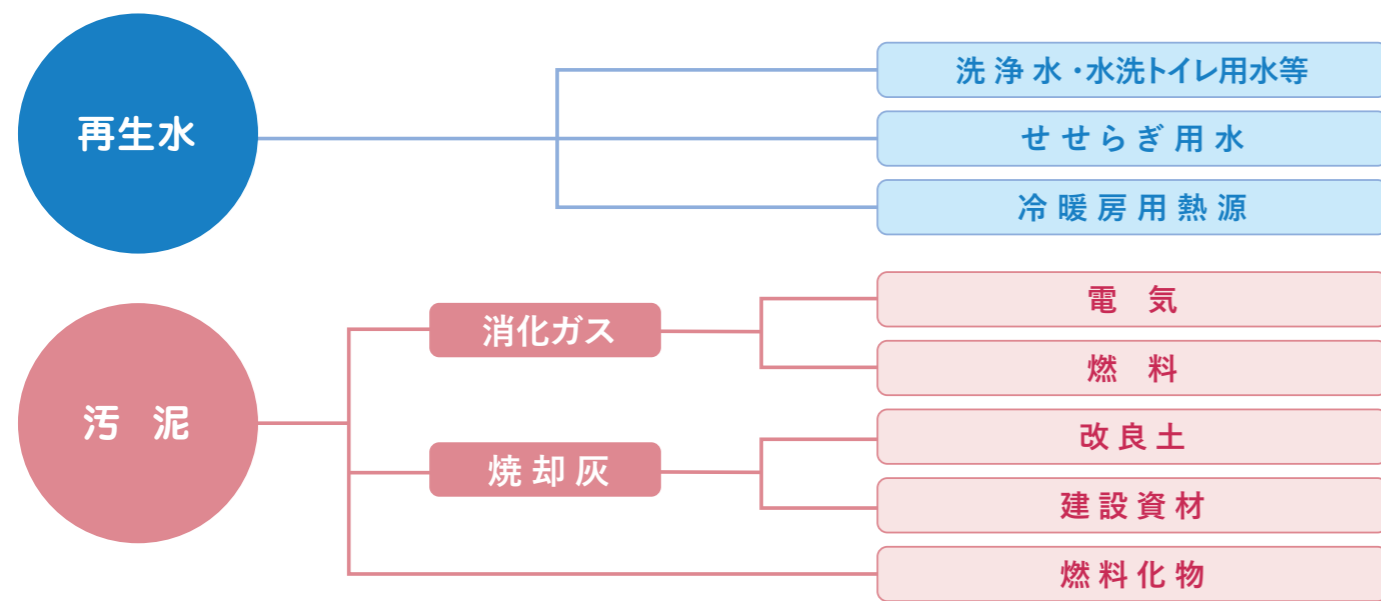 再生水
洗浄水・水洗トイレ用水等
せせらぎ用水
冷暖房用熱源
汚泥
消化ガス
電気
燃料
焼却灰
改良土
建設資材
燃料化物